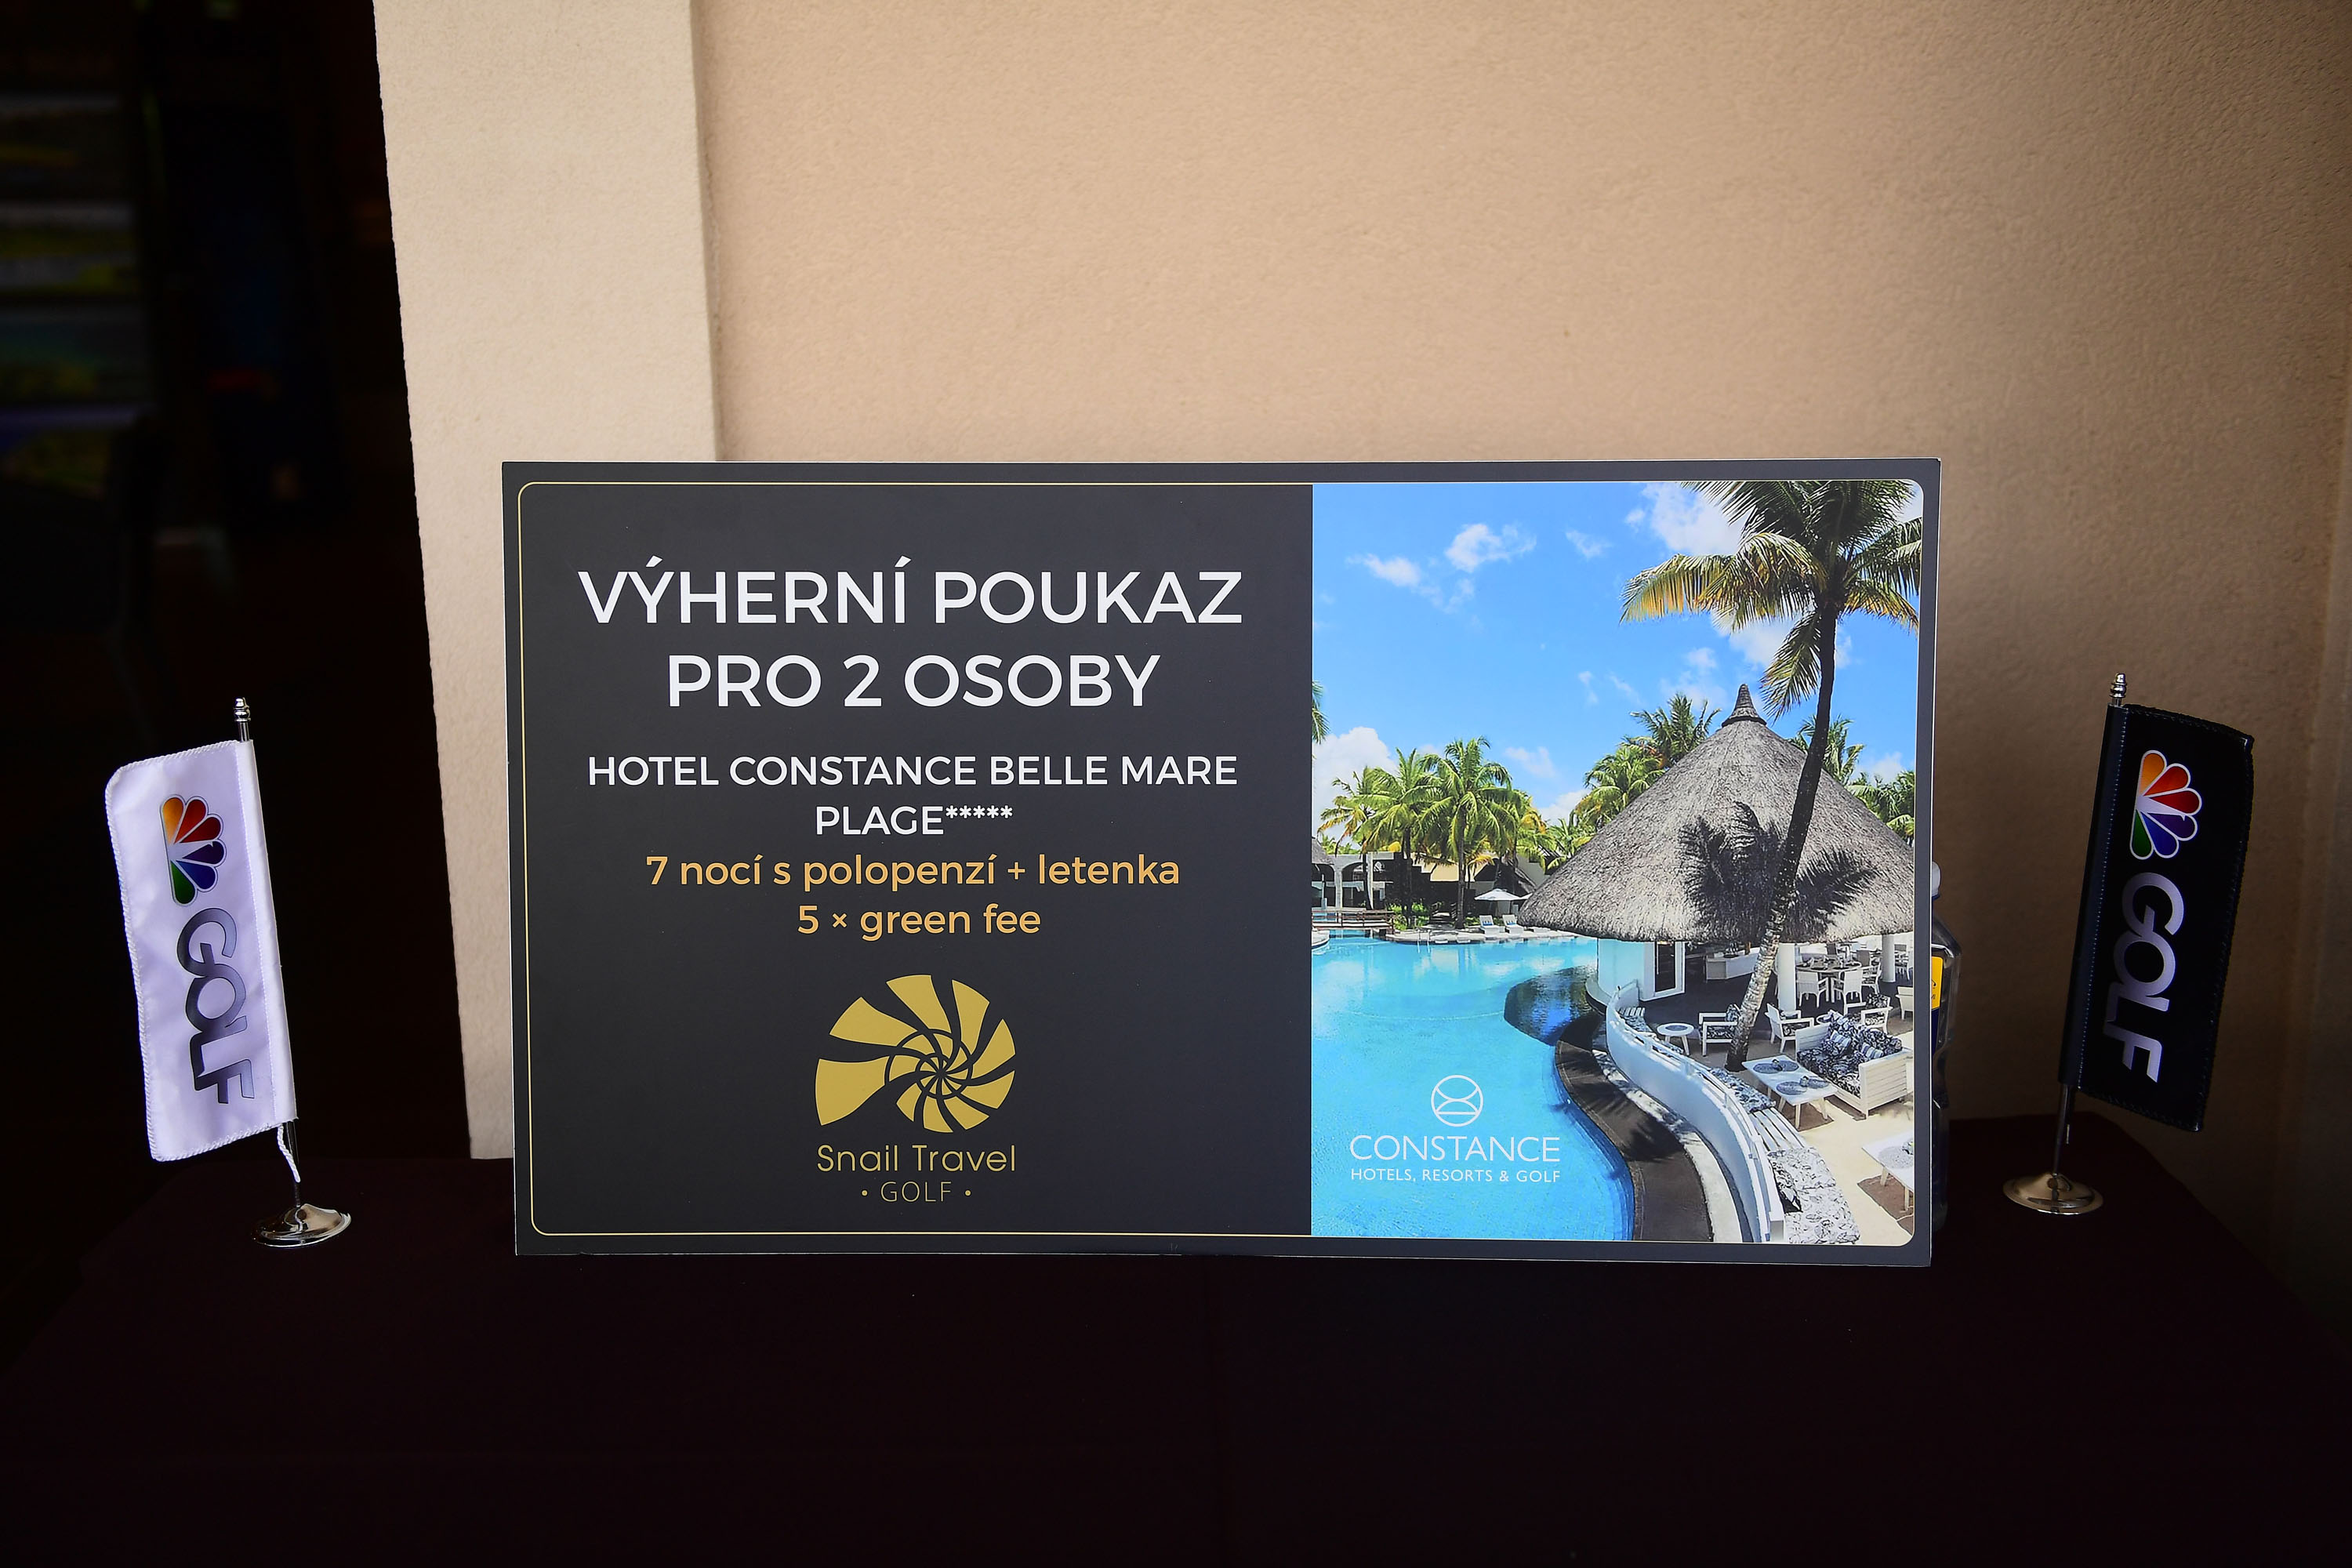 VÝHERNÍ POUKAZ
PRO 2 OSOBY
HOTEL CONSTANCE BELLE MARE
PLAGE*****
7 nocí s polopenzí + letenka
5 × green fee
Snail Travel
• GOLF •
CONSTANCE
HOTELS, RESORTS & GOLF
GOLF
GOLF